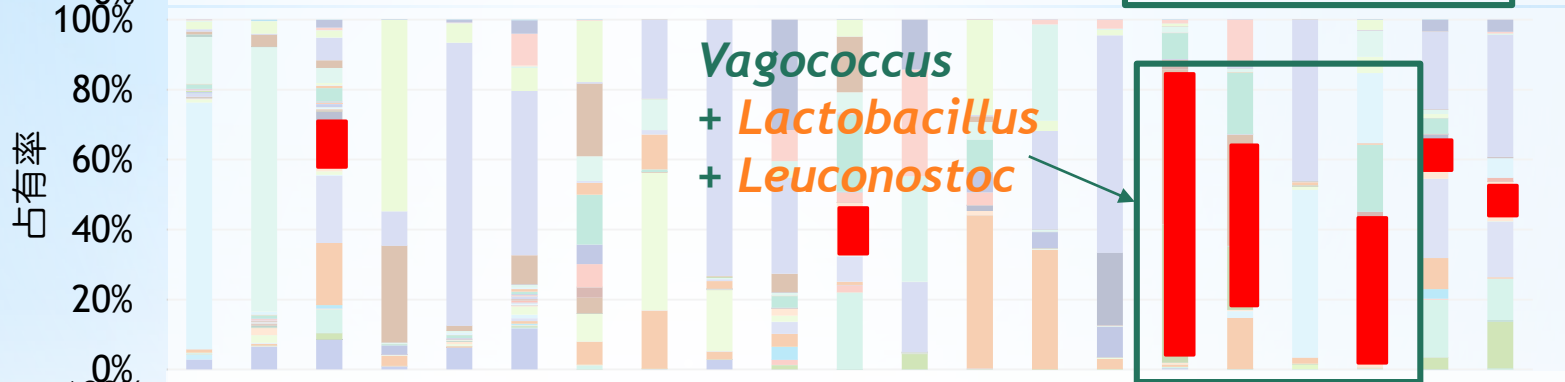 100%
80%
60%
40%
20%
0%
占有率
Vagococcus
+ Lactobacillus
+ Leuconostoc